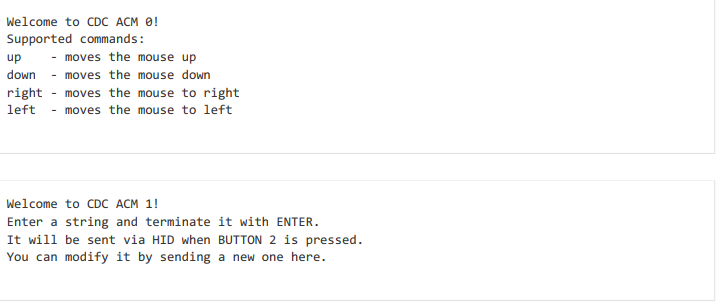 Welcome to CDC ACM 0!
Supported commands:
up    - moves the mouse up
down  - moves the mouse down
right - moves the mouse to right
left  - moves the mouse to left
Welcome to CDC ACM 1!
Enter a string and terminate it with ENTER.
It will be sent via HID when BUTTON 2 is pressed.
You can modify it by sending a new one here.